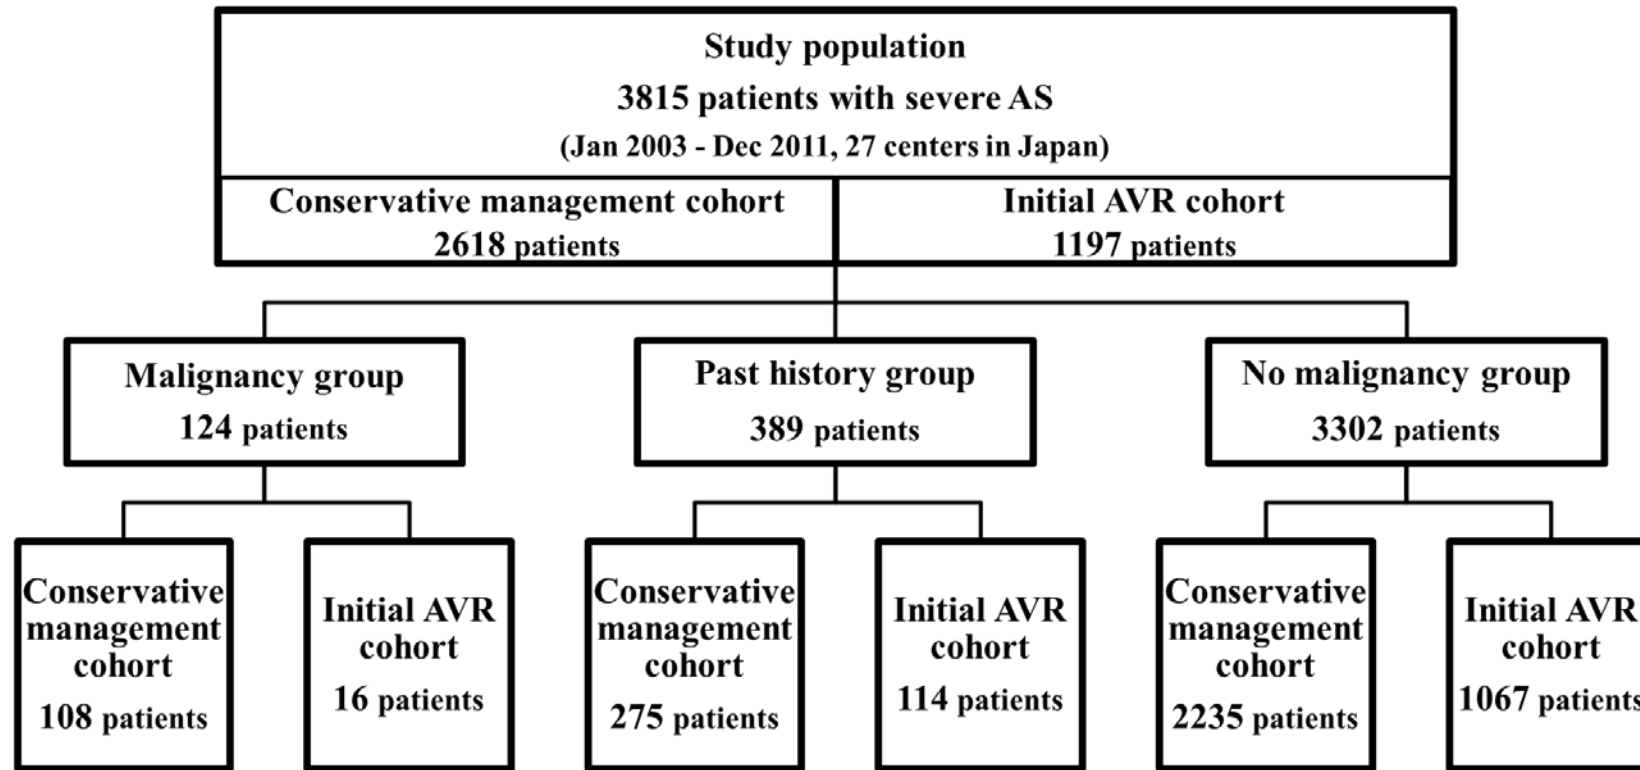 Study population
3815 patients with severe AS
(Jan 2003 - Dec 2011, 27 centers in Japan)
Conservative management cohort
2618 patients
Initial AVR cohort
1197 patients
Malignancy group
124 patients
Past history group
389 patients
No malignancy group
3302 patients
Conservative
management
cohort
108 patients
Initial AVR
cohort
16 patients
Conservative
management
cohort
275 patients
Initial AVR
cohort
114 patients
Conservative
management
cohort
2235 patients
Initial AVR
cohort
1067 patients